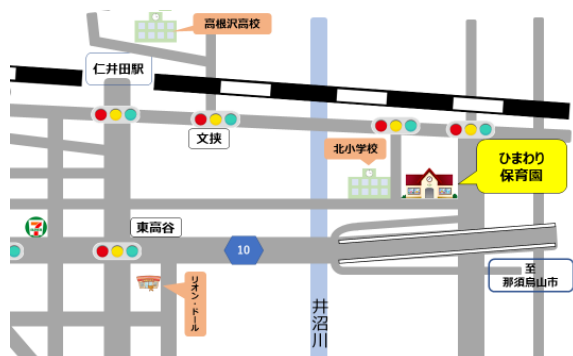 高根沢高校
仁井田駅
文挟
北小学校
ひまわり
保育園
東高谷
7
10
リオン・ドール
至
那須烏山市
井沼川